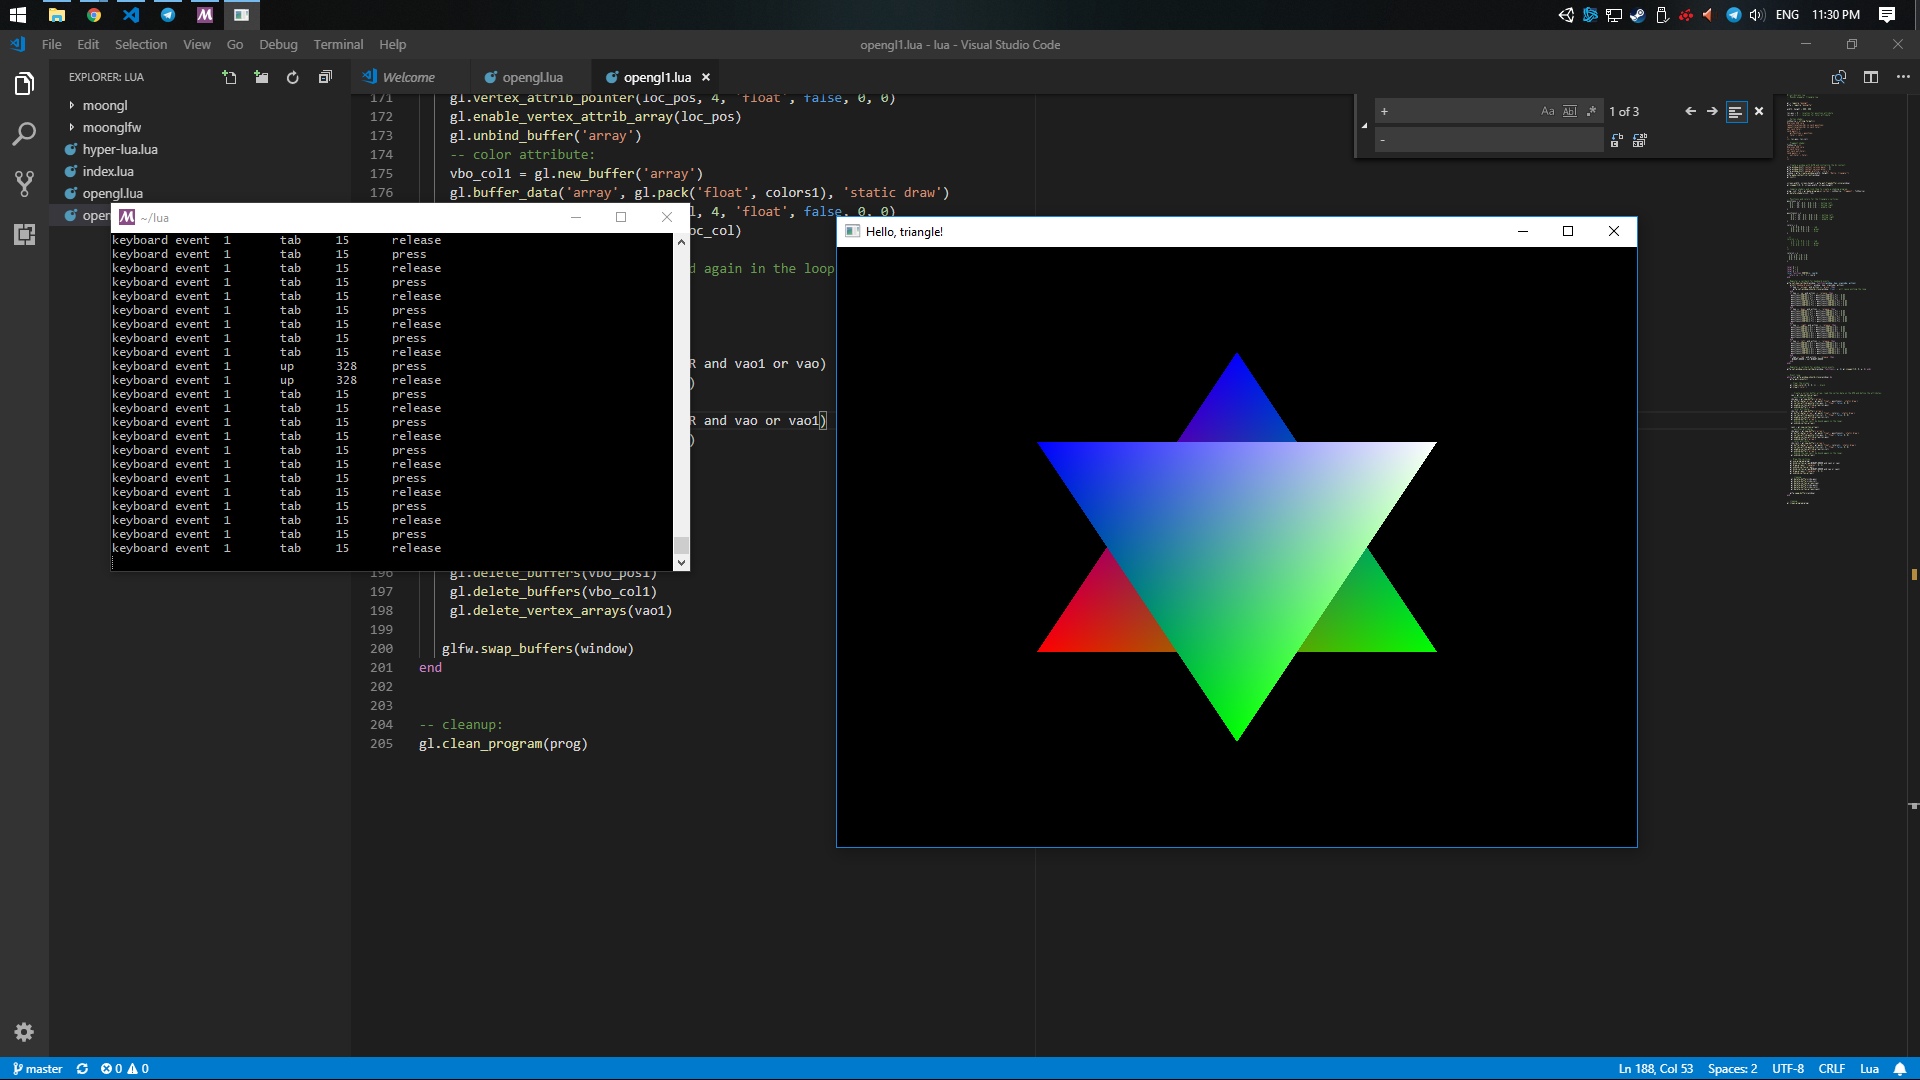 ENG 11:30 PM
File Edit Selection View Go Debug Terminal Help
opengl1.lua - lua - Visual Studio Code
EXPLORER: LUA
moongl
moonglfw
hyper-lua.lua
index.lua
opengl.lua
open
Welcome opengl.lua opengl1.lua
+ Aa Abl .* 1 of 3
-
171 gl.vertex_attrib_pointer(loc_pos, 4, 'float', false, 0, 0)
172 gl.enable_vertex_attrib_array(loc_pos)
173 gl.unbind_buffer('array')
174 -- color attribute:
175 vbo_col1 = gl.new_buffer('array')
176 gl.buffer_data('array', gl.pack('float', colors1), 'static draw')
l, 4, 'float', false, 0, 0)
oc_col)
d again in the loop
R and vao1 or vao)
)
R and vao or vao1)
)
~/lua
keyboard event 1 tab 15 release
keyboard event 1 tab 15 press
keyboard event 1 tab 15 release
keyboard event 1 tab 15 press
keyboard event 1 tab 15 release
keyboard event 1 tab 15 press
keyboard event 1 tab 15 release
keyboard event 1 tab 15 press
keyboard event 1 tab 15 release
keyboard event 1 up 328 press
keyboard event 1 up 328 release
keyboard event 1 tab 15 press
keyboard event 1 tab 15 release
keyboard event 1 tab 15 press
keyboard event 1 tab 15 release
keyboard event 1 tab 15 press
keyboard event 1 tab 15 release
keyboard event 1 tab 15 press
keyboard event 1 tab 15 release
keyboard event 1 tab 15 press
keyboard event 1 tab 15 release
keyboard event 1 tab 15 press
keyboard event 1 tab 15 release
Hello, triangle!
196 gl.delete_buffers(vbo_pos1)
197 gl.delete_buffers(vbo_col1)
198 gl.delete_vertex_arrays(vao1)
199
200 glfw.swap_buffers(window)
201 end
202
203
204 -- cleanup:
205 gl.clean_program(prog)
master 0 0
Ln 188, Col 53 Spaces: 2 UTF-8 CRLF Lua